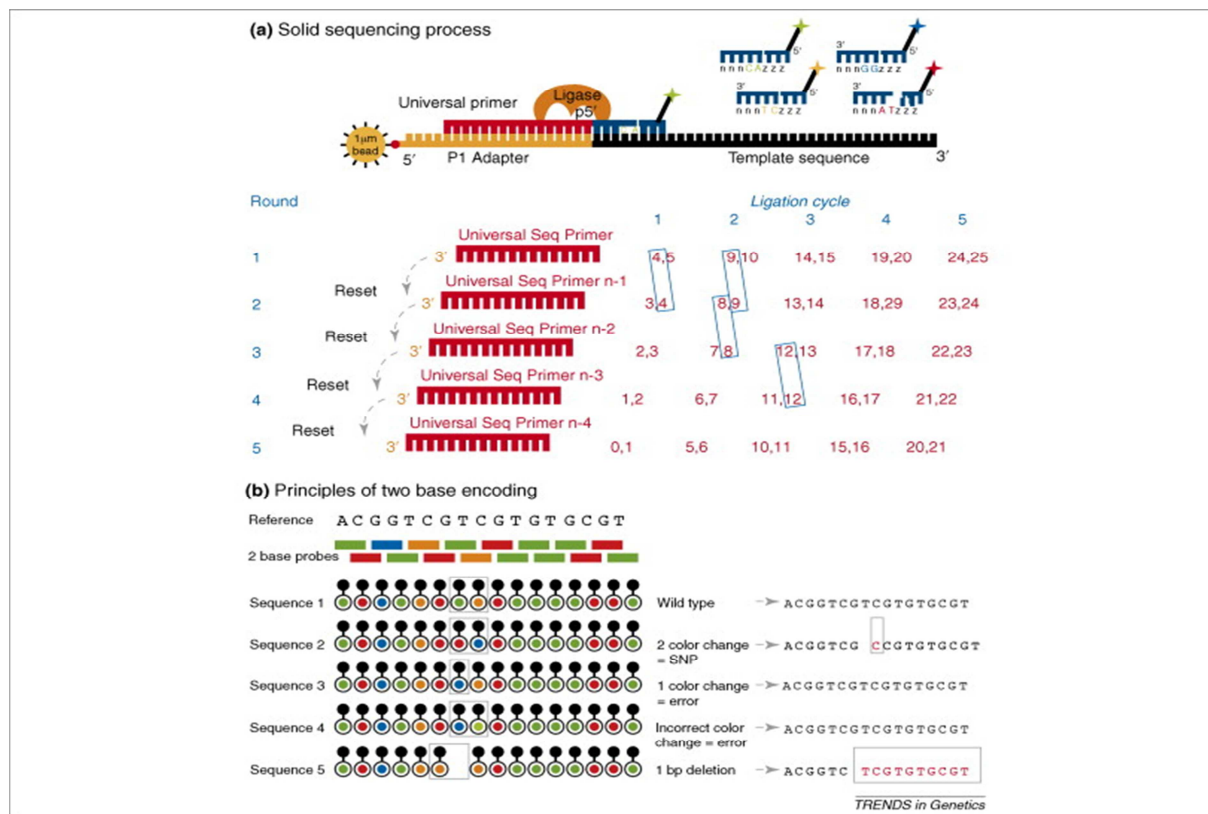 (a) Solid sequencing process
3′ 5′ 5′
nnnCAzzz nnnGGzzz
3′ 5′ 3′ 5′
nnnTCzzz nnnATzzz
Universal primer
Ligase
p5′
1μm
bead
5′ P1 Adapter Template sequence 3′
Round Ligation cycle
1 2 3 4 5
Universal Seq Primer
1 3′ 4,5 9,10 14,15 19,20 24,25
Reset
Universal Seq Primer n-1
2 3′ 3,4 8,9 13,14 18,29 23,24
Reset
Universal Seq Primer n-2
3 3′ 2,3 7,8 12,13 17,18 22,23
Reset
Universal Seq Primer n-3
4 3′ 1,2 6,7 11,12 16,17 21,22
Reset
Universal Seq Primer n-4
5 3′ 0,1 5,6 10,11 15,16 20,21
(b) Principles of two base encoding
Reference A C G G T C G T C G T G T G C G T
2 base probes
Sequence 1 Wild type ACGGTCGTCGTGTGCGT
Sequence 2 2 color change ACGGTCG CCGTGTGCGT
= SNP
Sequence 3 1 color change ACGGTCGTCGTGTGCGT
= error
Sequence 4 Incorrect color ACGGTCGTCGTGTGCGT
change = error
Sequence 5 1 bp deletion ACGGTC TCGTGTGCGT
TRENDS in Genetics